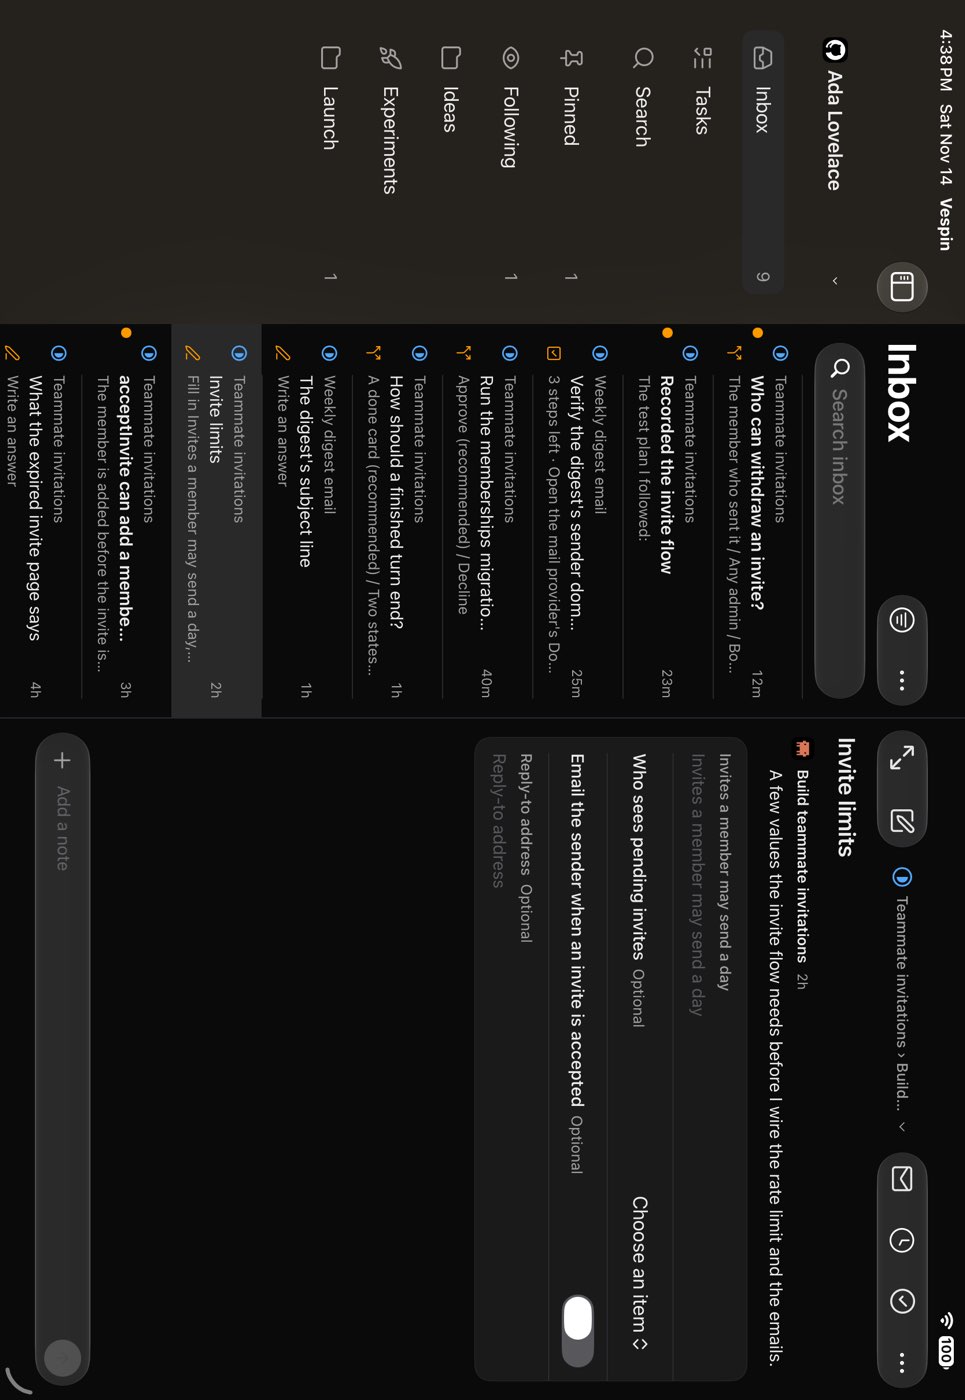 4:38 PM Sat Nov 14 Vespin
100
Ada Lovelace
Inbox 9
Tasks
Search
Pinned 1
Following 1
Ideas
Experiments
Launch 1
Inbox
Search inbox
Teammate invitations
Who can withdraw an invite? 12m
The member who sent it / Any admin / Bo...
Teammate invitations
Recorded the invite flow 23m
The test plan I followed:
Weekly digest email
Verify the digest's sender dom... 25m
3 steps left · Open the mail provider's Do...
Teammate invitations
Run the memberships migratio... 40m
Approve (recommended) / Decline
Teammate invitations
How should a finished turn end? 1h
A done card (recommended) / Two states...
Weekly digest email
The digest's subject line 1h
Write an answer
Teammate invitations
Invite limits 2h
Fill in Invites a member may send a day,...
Teammate invitations
acceptInvite can add a membe... 3h
The member is added before the invite is...
Teammate invitations
What the expired invite page says 4h
Write an answer
Teammate invitations › Build...
Invite limits
Build teammate invitations 2h
A few values the invite flow needs before I wire the rate limit and the emails.
Invites a member may send a day
Invites a member may send a day
Who sees pending invites Optional Choose an item
Email the sender when an invite is accepted Optional
Reply-to address Optional
Reply-to address
Add a note